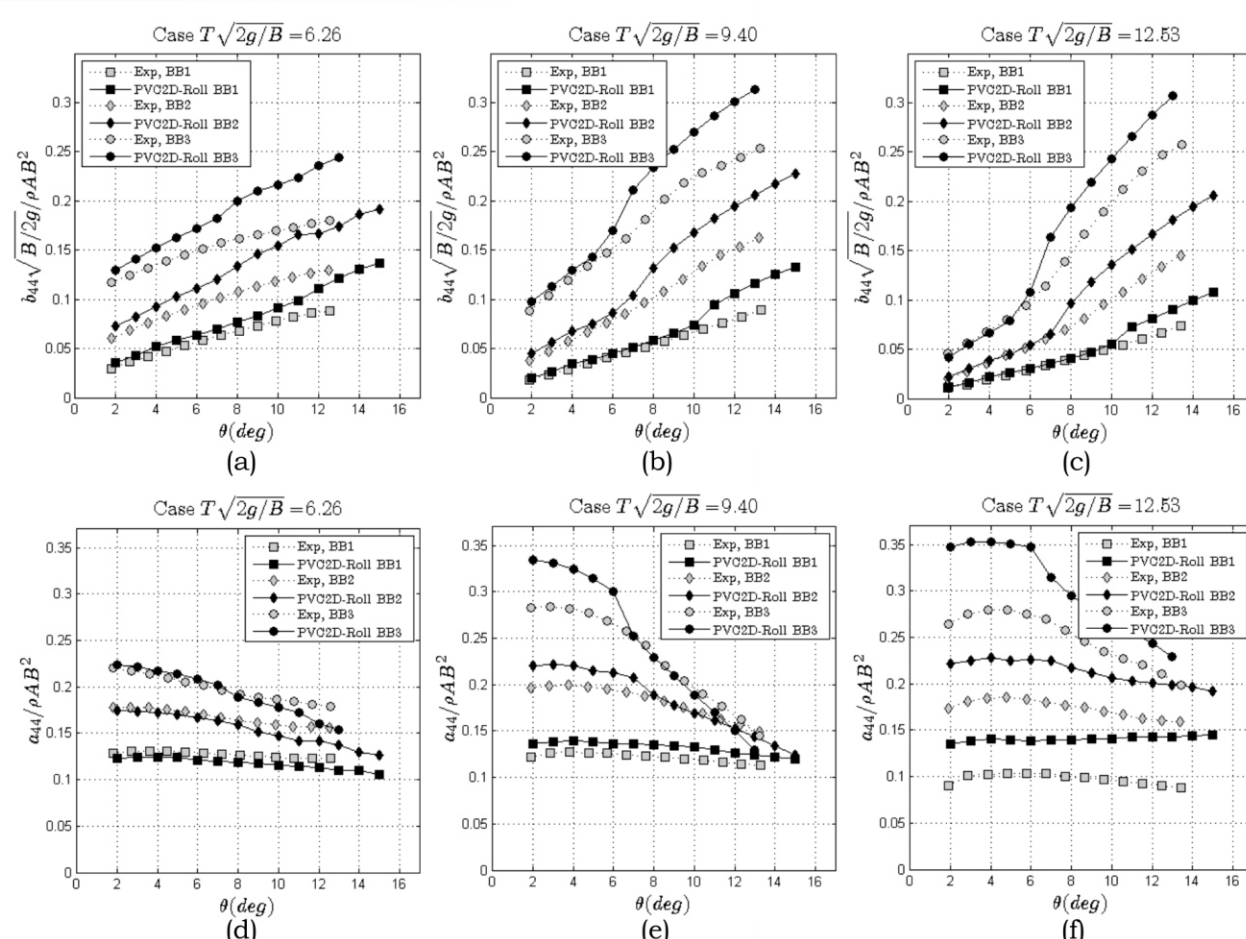 Case T√2g/B =6.26
Exp, BB1
PVC2D-Roll BB1
Exp, BB2
PVC2D-Roll BB2
Exp, BB3
PVC2D-Roll BB3
0.3
0.25
0.2
0.15
0.1
0.05
0
b₄₄√B/2g/ρAB²
0 2 4 6 8 10 12 14 16
θ(deg)
(a)
Case T√2g/B =9.40
Exp, BB1
PVC2D-Roll BB1
Exp, BB2
PVC2D-Roll BB2
Exp, BB3
PVC2D-Roll BB3
0.3
0.25
0.2
0.15
0.1
0.05
0
b₄₄√B/2g/ρAB²
0 2 4 6 8 10 12 14 16
θ(deg)
(b)
Case T√2g/B =12.53
Exp, BB1
PVC2D-Roll BB1
Exp, BB2
PVC2D-Roll BB2
Exp, BB3
PVC2D-Roll BB3
0.3
0.25
0.2
0.15
0.1
0.05
0
b₄₄√B/2g/ρAB²
0 2 4 6 8 10 12 14 16
θ(deg)
(c)
Case T√2g/B =6.26
Exp, BB1
PVC2D-Roll BB1
Exp, BB2
PVC2D-Roll BB2
Exp, BB3
PVC2D-Roll BB3
0.35
0.3
0.25
0.2
0.15
0.1
0.05
0
a₄₄/ρAB²
0 2 4 6 8 10 12 14 16
θ(deg)
(d)
Case T√2g/B =9.40
Exp, BB1
PVC2D-Roll BB1
Exp, BB2
PVC2D-Roll BB2
Exp, BB3
PVC2D-Roll BB3
0.35
0.3
0.25
0.2
0.15
0.1
0.05
0
a₄₄/ρAB²
0 2 4 6 8 10 12 14 16
θ(deg)
(e)
Case T√2g/B =12.53
Exp, BB1
PVC2D-Roll BB1
Exp, BB2
PVC2D-Roll BB2
Exp, BB3
PVC2D-Roll BB3
0.35
0.3
0.25
0.2
0.15
0.1
0.05
0
a₄₄/ρAB²
0 2 4 6 8 10 12 14 16
θ(deg)
(f)